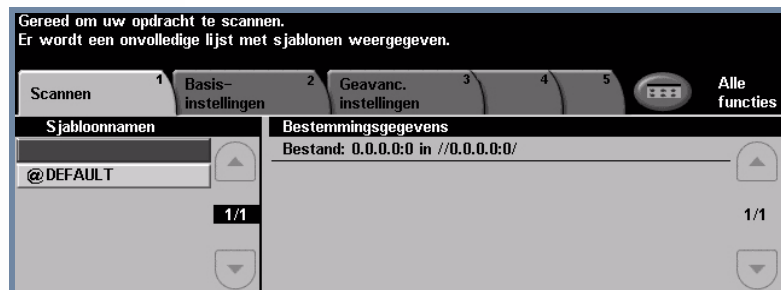 Gereed om uw opdracht te scannen.
Er wordt een onvolledige lijst met sjablonen weergegeven.
Scannen 1
Basis-
instellingen 2
Geavanc.
instellingen 3
4
5
Alle
functies
Sjabloonnamen
@DEFAULT
1/1
Bestemmingsgegevens
Bestand: 0.0.0.0:0 in //0.0.0.0:0/
1/1